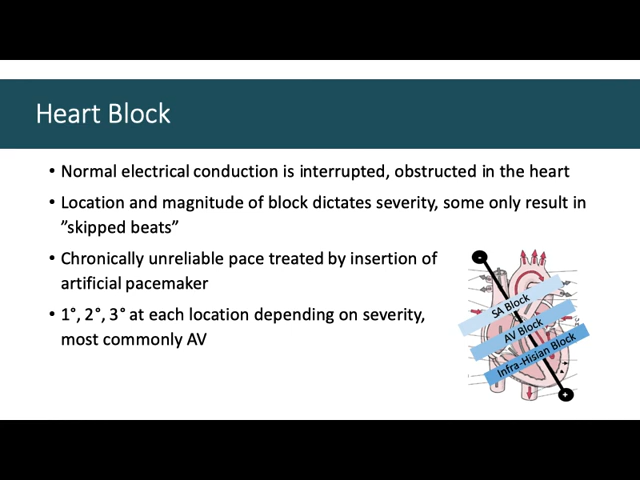 Heart Block
• Normal electrical conduction is interrupted, obstructed in the heart
• Location and magnitude of block dictates severity, some only result in
”skipped beats”
• Chronically unreliable pace treated by insertion of
artificial pacemaker
• 1°, 2°, 3° at each location depending on severity,
most commonly AV
-
SA Block
AV Block
Infra-Hisian Block
+